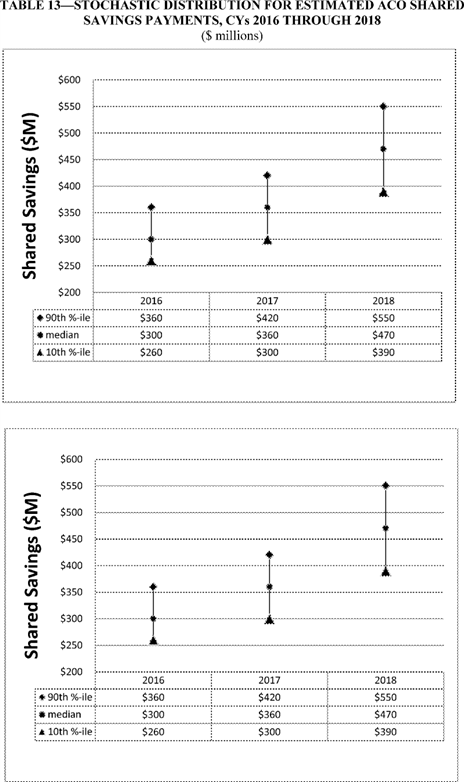 TABLE 13—STOCHASTIC DISTRIBUTION FOR ESTIMATED ACO SHARED
SAVINGS PAYMENTS, CYs 2016 THROUGH 2018
($ millions)
Shared Savings ($M)
$600
$550
$500
$450
$400
$350
$300
$250
$200
2016 2017 2018
90th %-ile $360 $420 $550
median $300 $360 $470
10th %-ile $260 $300 $390
Shared Savings ($M)
$600
$550
$500
$450
$400
$350
$300
$250
$200
2016 2017 2018
90th %-ile $360 $420 $550
median $300 $360 $470
10th %-ile $260 $300 $390